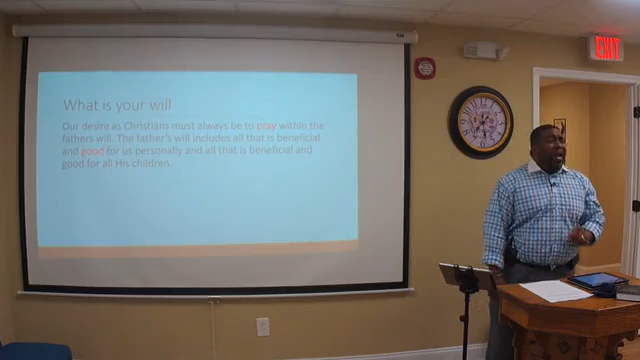 What is your will
Our desire as Christians must always be to pray within the
fathers will. The father's will includes all that is beneficial
and good for us personally and all that is beneficial and
good for all His children.
EXIT